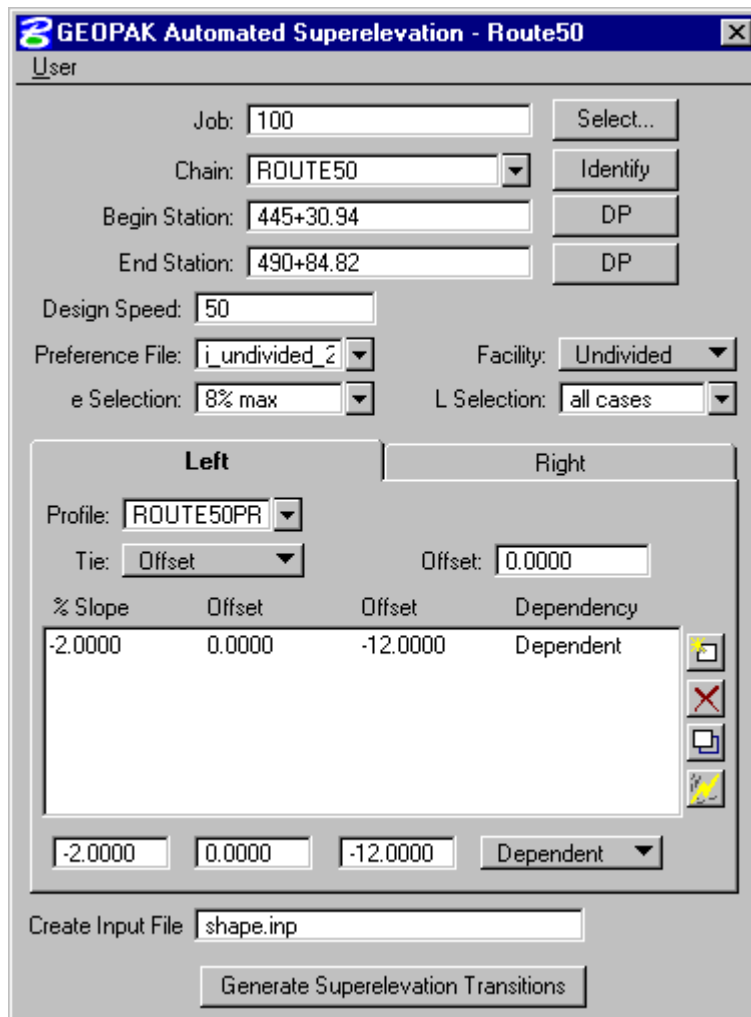 GEOPAK Automated Superelevation - Route50
User
Job: 100 Select...
Chain: ROUTE50 Identify
Begin Station: 445+30.94 DP
End Station: 490+84.82 DP
Design Speed: 50
Preference File: i_undivided_2 Facility: Undivided
e Selection: 8% max L Selection: all cases
Left Right
Profile: ROUTE50PR
Tie: Offset Offset: 0.0000
% Slope Offset Offset Dependency
-2.0000 0.0000 -12.0000 Dependent
-2.0000 0.0000 -12.0000 Dependent
Create Input File shape.inp
Generate Superelevation Transitions